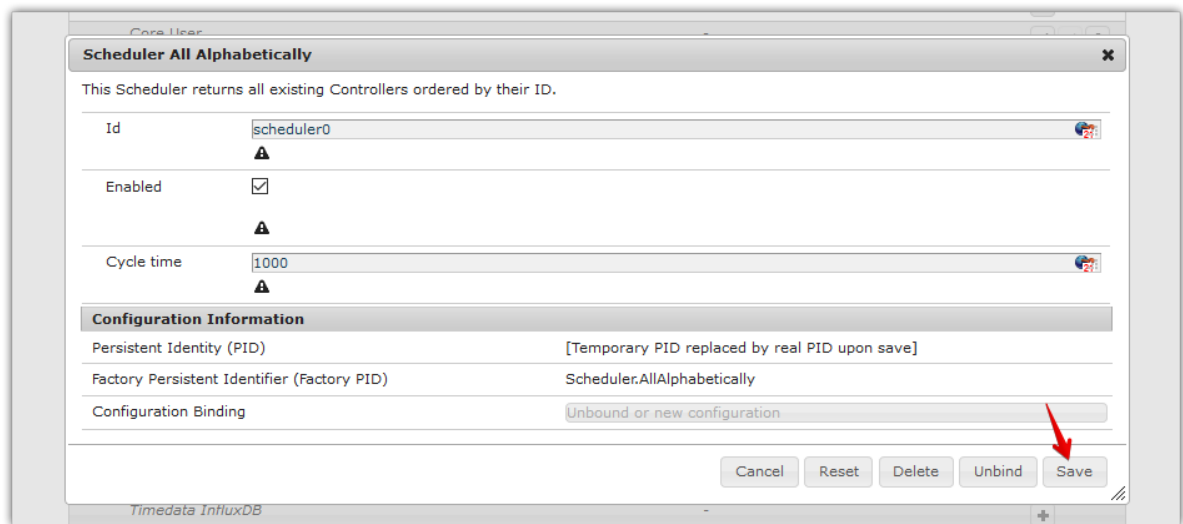 Core User -
Scheduler All Alphabetically
This Scheduler returns all existing Controllers ordered by their ID.
Id scheduler0
Enabled
Cycle time 1000
Configuration Information
Persistent Identity (PID) [Temporary PID replaced by real PID upon save]
Factory Persistent Identifier (Factory PID) Scheduler.AllAlphabetically
Configuration Binding Unbound or new configuration
Cancel Reset Delete Unbind Save
Timedata InfluxDB -